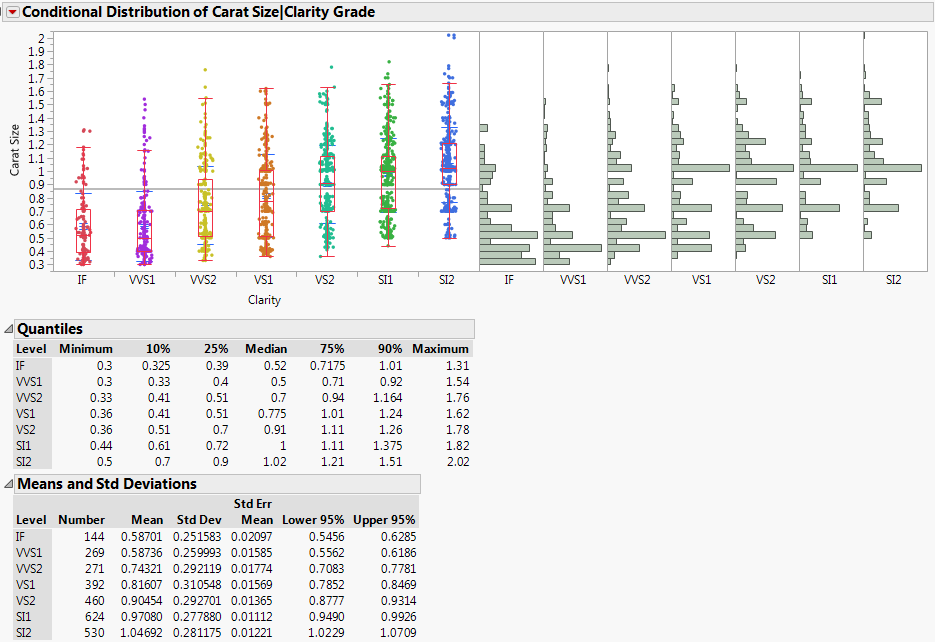 Conditional Distribution of Carat Size|Clarity Grade
2
1.9
1.8
1.7
1.6
1.5
1.4
1.3
1.2
1.1
1
0.9
0.8
0.7
0.6
0.5
0.4
0.3
Carat Size
IF VVS1 VVS2 VS1 VS2 SI1 SI2 IF VVS1 VVS2 VS1 VS2 SI1 SI2
Clarity
Quantiles
Level Minimum 10% 25% Median 75% 90% Maximum
IF 0.3 0.325 0.39 0.52 0.7175 1.01 1.31
VVS1 0.3 0.33 0.4 0.5 0.71 0.92 1.54
VVS2 0.33 0.41 0.51 0.7 0.94 1.164 1.76
VS1 0.36 0.41 0.51 0.775 1.01 1.24 1.62
VS2 0.36 0.51 0.7 0.91 1.11 1.26 1.78
SI1 0.44 0.61 0.72 1 1.11 1.375 1.82
SI2 0.5 0.7 0.9 1.02 1.21 1.51 2.02
Means and Std Deviations
Std Err
Level Number Mean Std Dev Mean Lower 95% Upper 95%
IF 144 0.58701 0.251583 0.02097 0.5456 0.6285
VVS1 269 0.58736 0.259993 0.01585 0.5562 0.6186
VVS2 271 0.74321 0.292119 0.01774 0.7083 0.7781
VS1 392 0.81607 0.310548 0.01569 0.7852 0.8469
VS2 460 0.90454 0.292701 0.01365 0.8777 0.9314
SI1 624 0.97080 0.277880 0.01112 0.9490 0.9926
SI2 530 1.04692 0.281175 0.01221 1.0229 1.0709